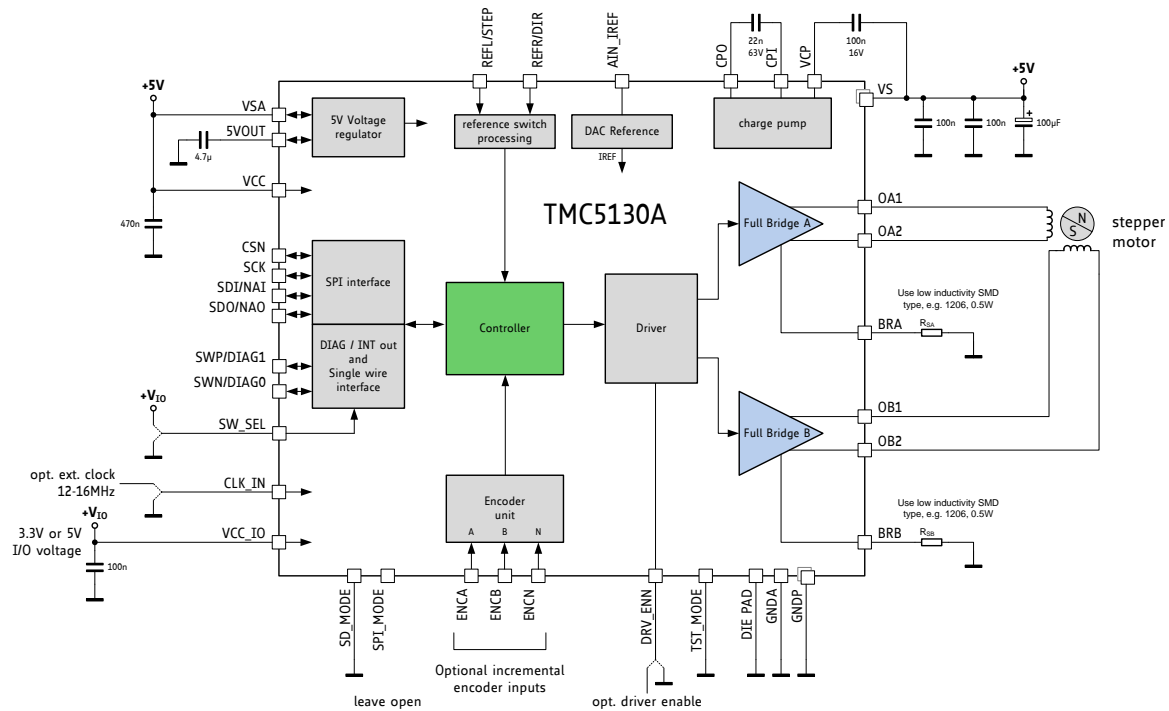 REFL/STEP
REFR/DIR
AIN_IREF
CPO
22n
63V
CPI
VCP
100n
16V
+5V
VSA
5VOUT
4.7µ
5V Voltage
regulator
reference switch
processing
DAC Reference
IREF
charge pump
VS
+5V
100n
100n
+
100µF
VCC
470n
TMC5130A
CSN
SCK
SDI/NAI
SDO/NAO
SPI interface
SWP/DIAG1
SWN/DIAG0
DIAG / INT out
and
Single wire
interface
+VIO
SW_SEL
Controller
Driver
Full Bridge A
OA1
OA2
N
S
stepper
motor
Use low inductivity SMD
type, e.g. 1206, 0.5W
BRA
RSA
Full Bridge B
OB1
OB2
Use low inductivity SMD
type, e.g. 1206, 0.5W
BRB
RSB
opt. ext. clock
12-16MHz
CLK_IN
+VIO
3.3V or 5V
I/O voltage
VCC_IO
100n
Encoder
unit
A
B
N
SD_MODE
SPI_MODE
ENCA
ENCB
ENCN
DRV_ENN
TST_MODE
DIE PAD
GNDA
GNDP
leave open
Optional incremental
encoder inputs
opt. driver enable